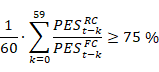 1/60 · ∑_{k=0}^{59} PES_{t-k}^{RC} / PES_{t-k}^{FC} ≥ 75 %